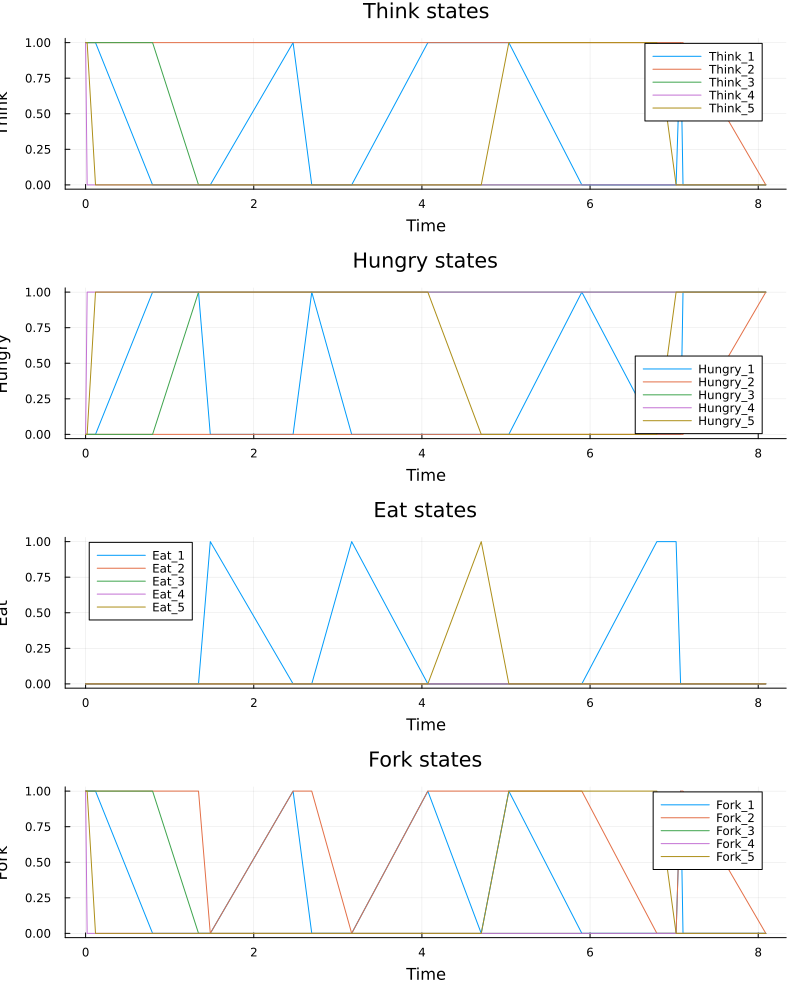 Think states
1.00
0.75
0.50
0.25
0.00
Think
Think_1
Think_2
Think_3
Think_4
Think_5
0 2 4 6 8
Time
Hungry states
1.00
0.75
0.50
0.25
0.00
Hungry
Hungry_1
Hungry_2
Hungry_3
Hungry_4
Hungry_5
0 2 4 6 8
Time
Eat states
1.00
0.75
0.50
0.25
0.00
Eat
Eat_1
Eat_2
Eat_3
Eat_4
Eat_5
0 2 4 6 8
Time
Fork states
1.00
0.75
0.50
0.25
0.00
Fork
Fork_1
Fork_2
Fork_3
Fork_4
Fork_5
0 2 4 6 8
Time